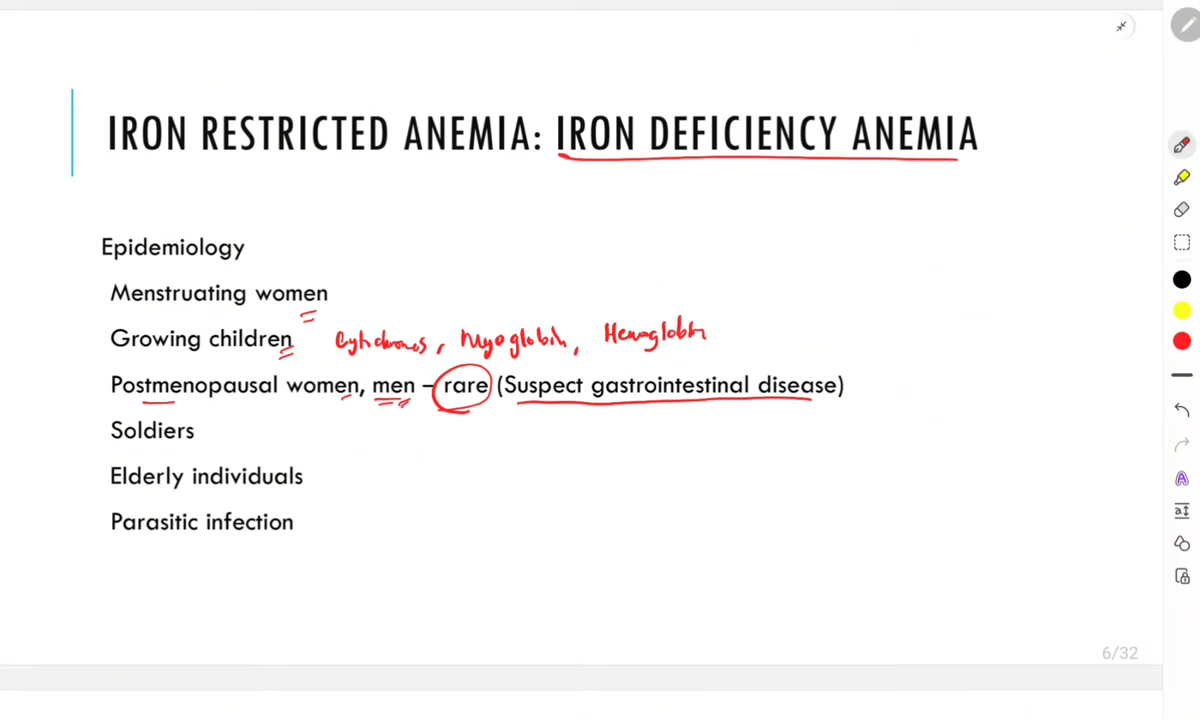 IRON RESTRICTED ANEMIA: IRON DEFICIENCY ANEMIA
Epidemiology
Menstruating women
Growing children Cytchromes, Myoglobin, Hemoglobin
Postmenopausal women, men – rare (Suspect gastrointestinal disease)
Soldiers
Elderly individuals
Parasitic infection
6/32